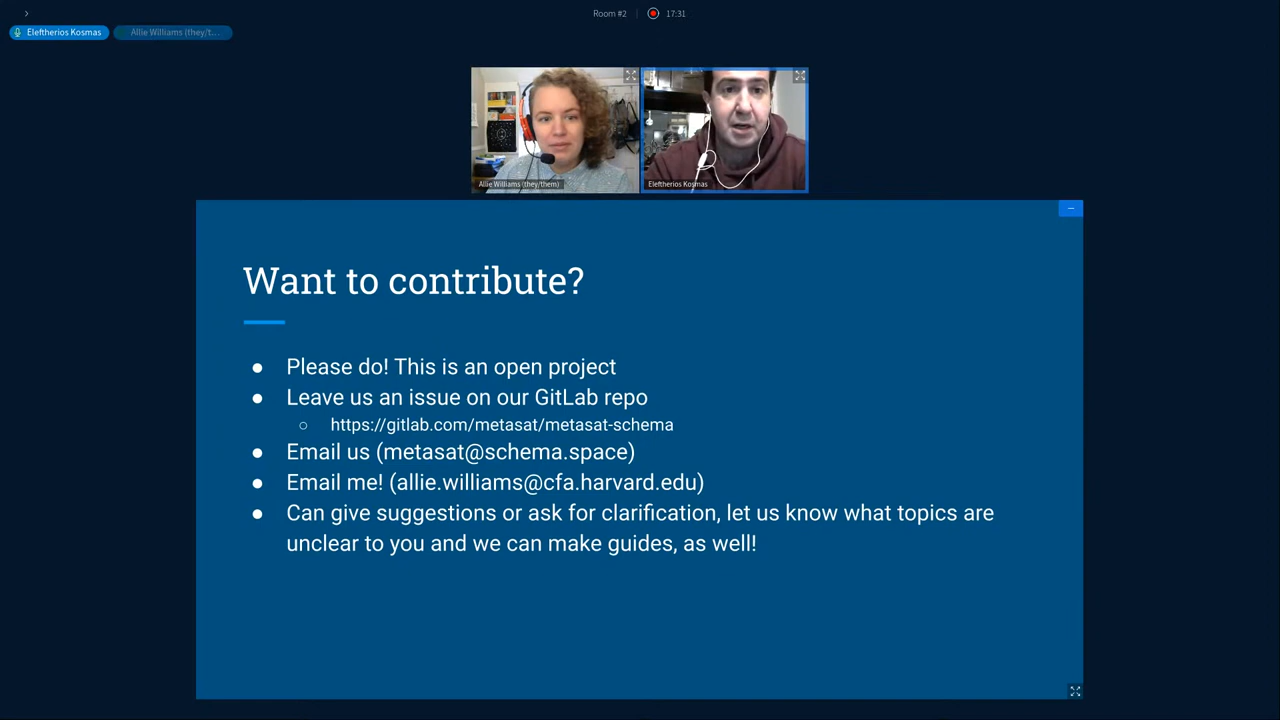 Room #2
17:31
Eleftherios Kosmas
Allie Williams (they/t...
Allie Williams (they/them)
Eleftherios Kosmas
Want to contribute?
● Please do! This is an open project
● Leave us an issue on our GitLab repo
○ https://gitlab.com/metasat/metasat-schema
● Email us (metasat@schema.space)
● Email me! (allie.williams@cfa.harvard.edu)
● Can give suggestions or ask for clarification, let us know what topics are
unclear to you and we can make guides, as well!